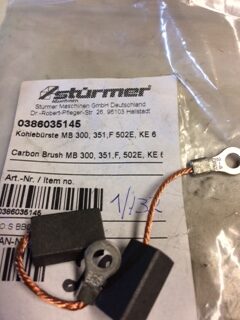 stürmer
Maschinen
Stürmer Maschinen GmbH Deutschland
Dr.-Robert-Pfleger-Str. 26, 96103 Hallstadt
0386035145
Kohlebürste MB 300, 351,F 502E, KE 6
Carbon Brush MB 300, 351,F 502E, KE 6
Art.-Nr. / Item no.
0386035145